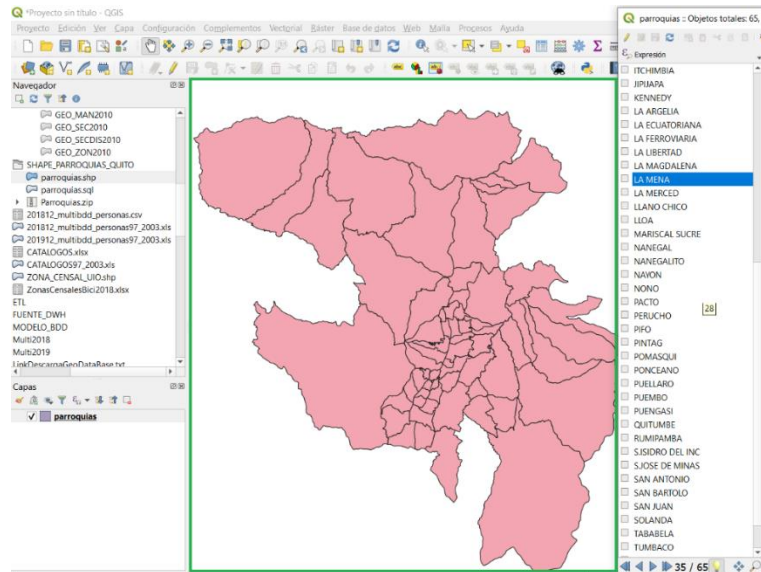 *Proyecto sin título - QGIS
Proyecto Edición Ver Capa Configuración Complementos Vectorial Ráster Base de datos Web Malla Procesos Ayuda
Navegador
GEO_MAN2010
GEO_SEC2010
GEO_SECDIS2010
GEO_ZON2010
SHAPE_PARROQUIAS_QUITO
parroquias.shp
parroquias.sql
Parroquias.zip
201812_multibdd_personas.csv
201812_multibdd_personas97_2003.xls
201912_multibdd_personas97_2003.xls
CATALOGOS.xlsx
CATALOGOS97_2003.xls
ZONA_CENSAL_UIO.shp
ZonasCensalesBici2018.xlsx
ETL
FUENTE_DWH
MODELO_BDD
Multi2018
Multi2019
LinkDescargaGeoDataBase.txt
Capas
parroquias
parroquias :: Objetos totales: 65,
Expresión
ITCHIMBIA
JIPIJAPA
KENNEDY
LA ARGELIA
LA ECUATORIANA
LA FERROVIARIA
LA LIBERTAD
LA MAGDALENA
LA MENA
LA MERCED
LLANO CHICO
LLOA
MARISCAL SUCRE
NANEGAL
NANEGALITO
NAYON
NONO
PACTO
28
PERUCHO
PIFO
PINTAG
POMASQUI
PONCEANO
PUELLARO
PUEMBO
PUENGASI
QUITUMBE
RUMIPAMBA
S.ISIDRO DEL INC
S.JOSE DE MINAS
SAN ANTONIO
SAN BARTOLO
SAN JUAN
SOLANDA
TABABELA
TUMBACO
35 / 65